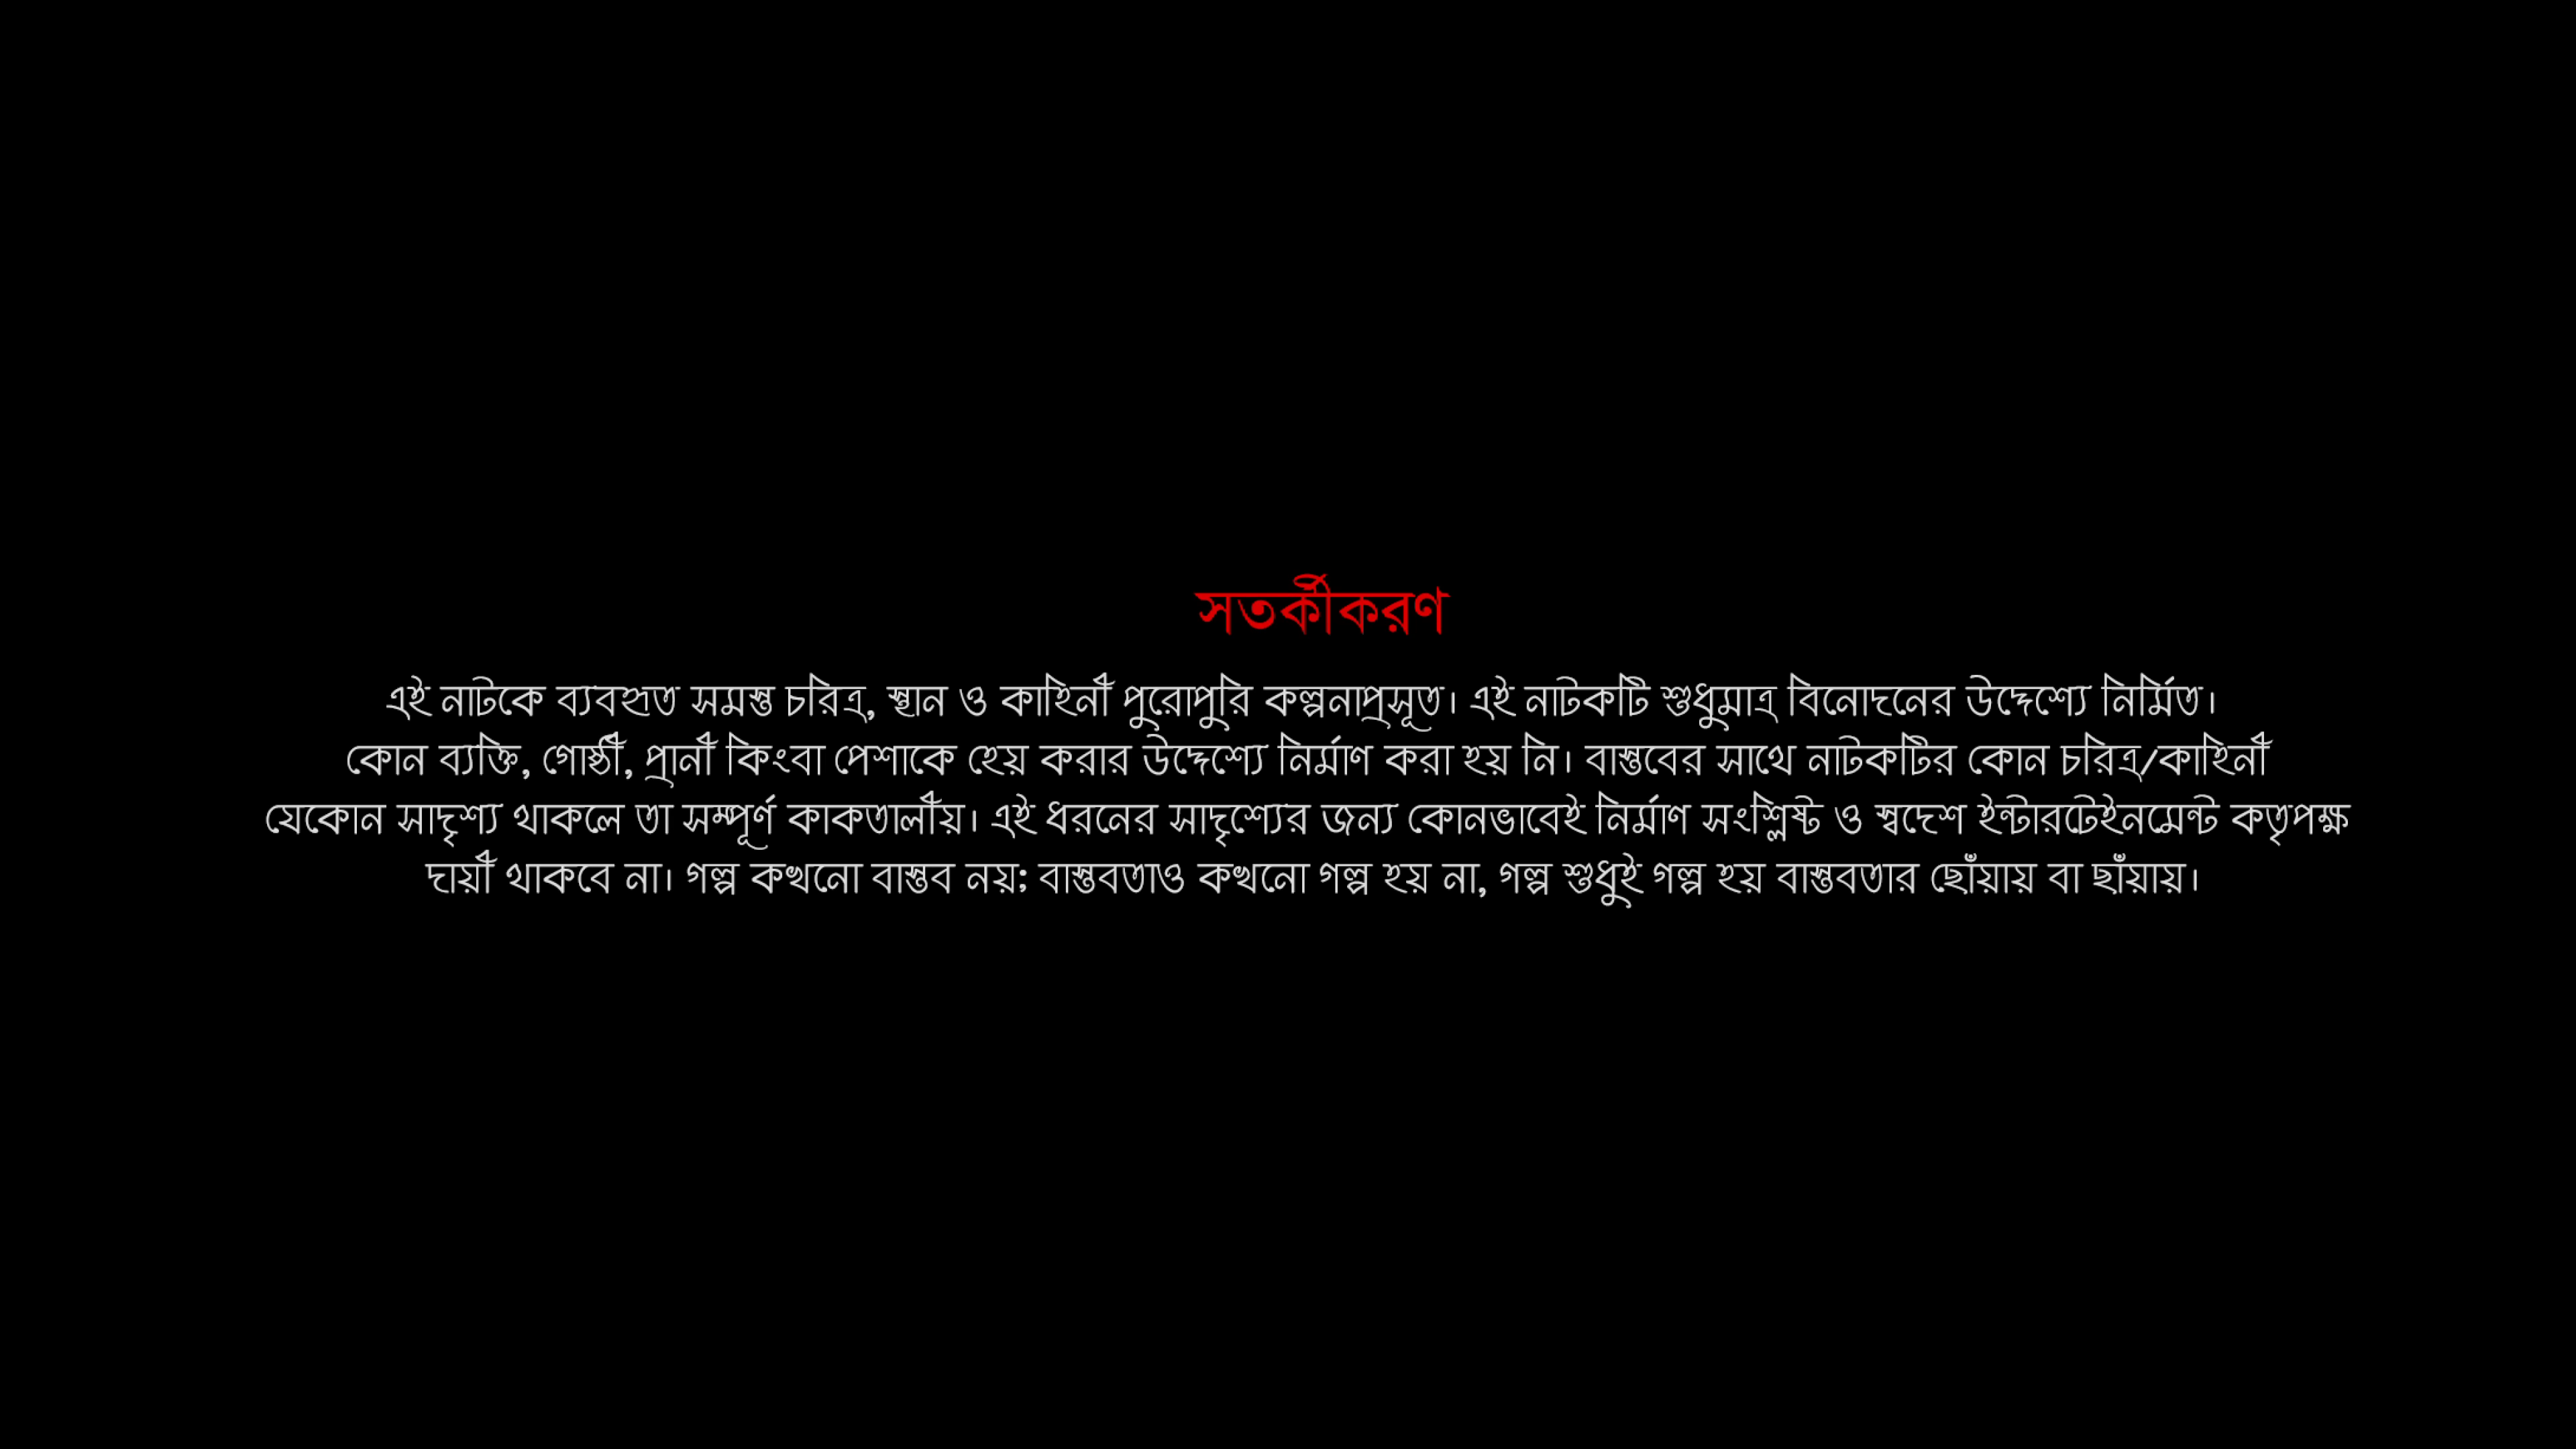 সতর্কীকরণ
এই নাটকে ব্যবহৃত সমস্ত চরিত্র, স্থান ও কাহিনী পুরোপুরি কল্পনাপ্রসূত। এই নাটকটি শুধুমাত্র বিনোদনের উদ্দেশ্যে নির্মিত।
কোন ব্যক্তি, গোষ্ঠী, প্রানী কিংবা পেশাকে হেয় করার উদ্দেশ্যে নির্মাণ করা হয় নি। বাস্তবের সাথে নাটকটির কোন চরিত্র/কাহিনী
যেকোন সাদৃশ্য থাকলে তা সম্পূর্ণ কাকতালীয়। এই ধরনের সাদৃশ্যের জন্য কোনভাবেই নির্মাণ সংশ্লিষ্ট ও স্বদেশ ইন্টারটেইনমেন্ট কতৃপক্ষ
দায়ী থাকবে না। গল্প কখনো বাস্তব নয়; বাস্তবতাও কখনো গল্প হয় না, গল্প শুধুই গল্প হয় বাস্তবতার ছোঁয়ায় বা ছাঁয়ায়।